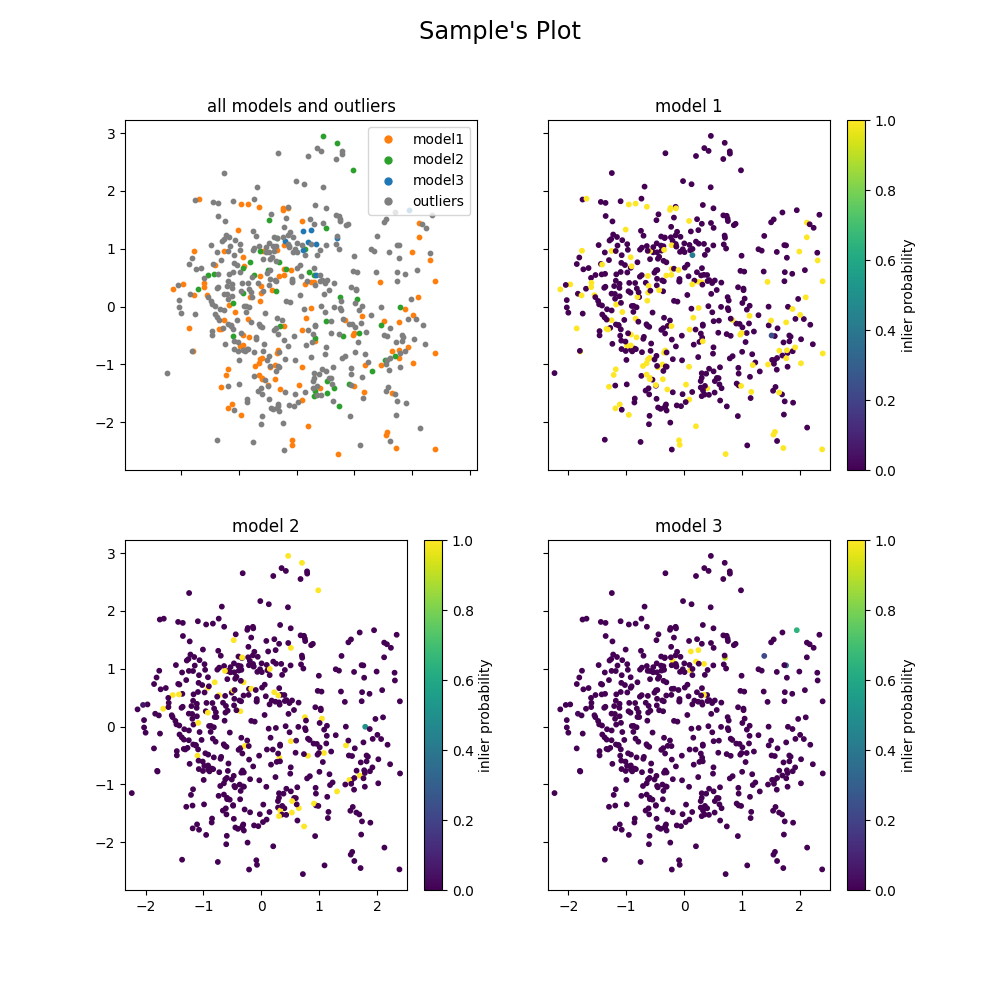 Sample's Plot
all models and outliers
3
2
1
0
−1
−2
model1
model2
model3
outliers
model 1
1.0
0.8
0.6
0.4
0.2
0.0
inlier probability
model 2
3
2
1
0
−1
−2
−2 −1 0 1 2
1.0
0.8
0.6
0.4
0.2
0.0
inlier probability
model 3
−2 −1 0 1 2
1.0
0.8
0.6
0.4
0.2
0.0
inlier probability